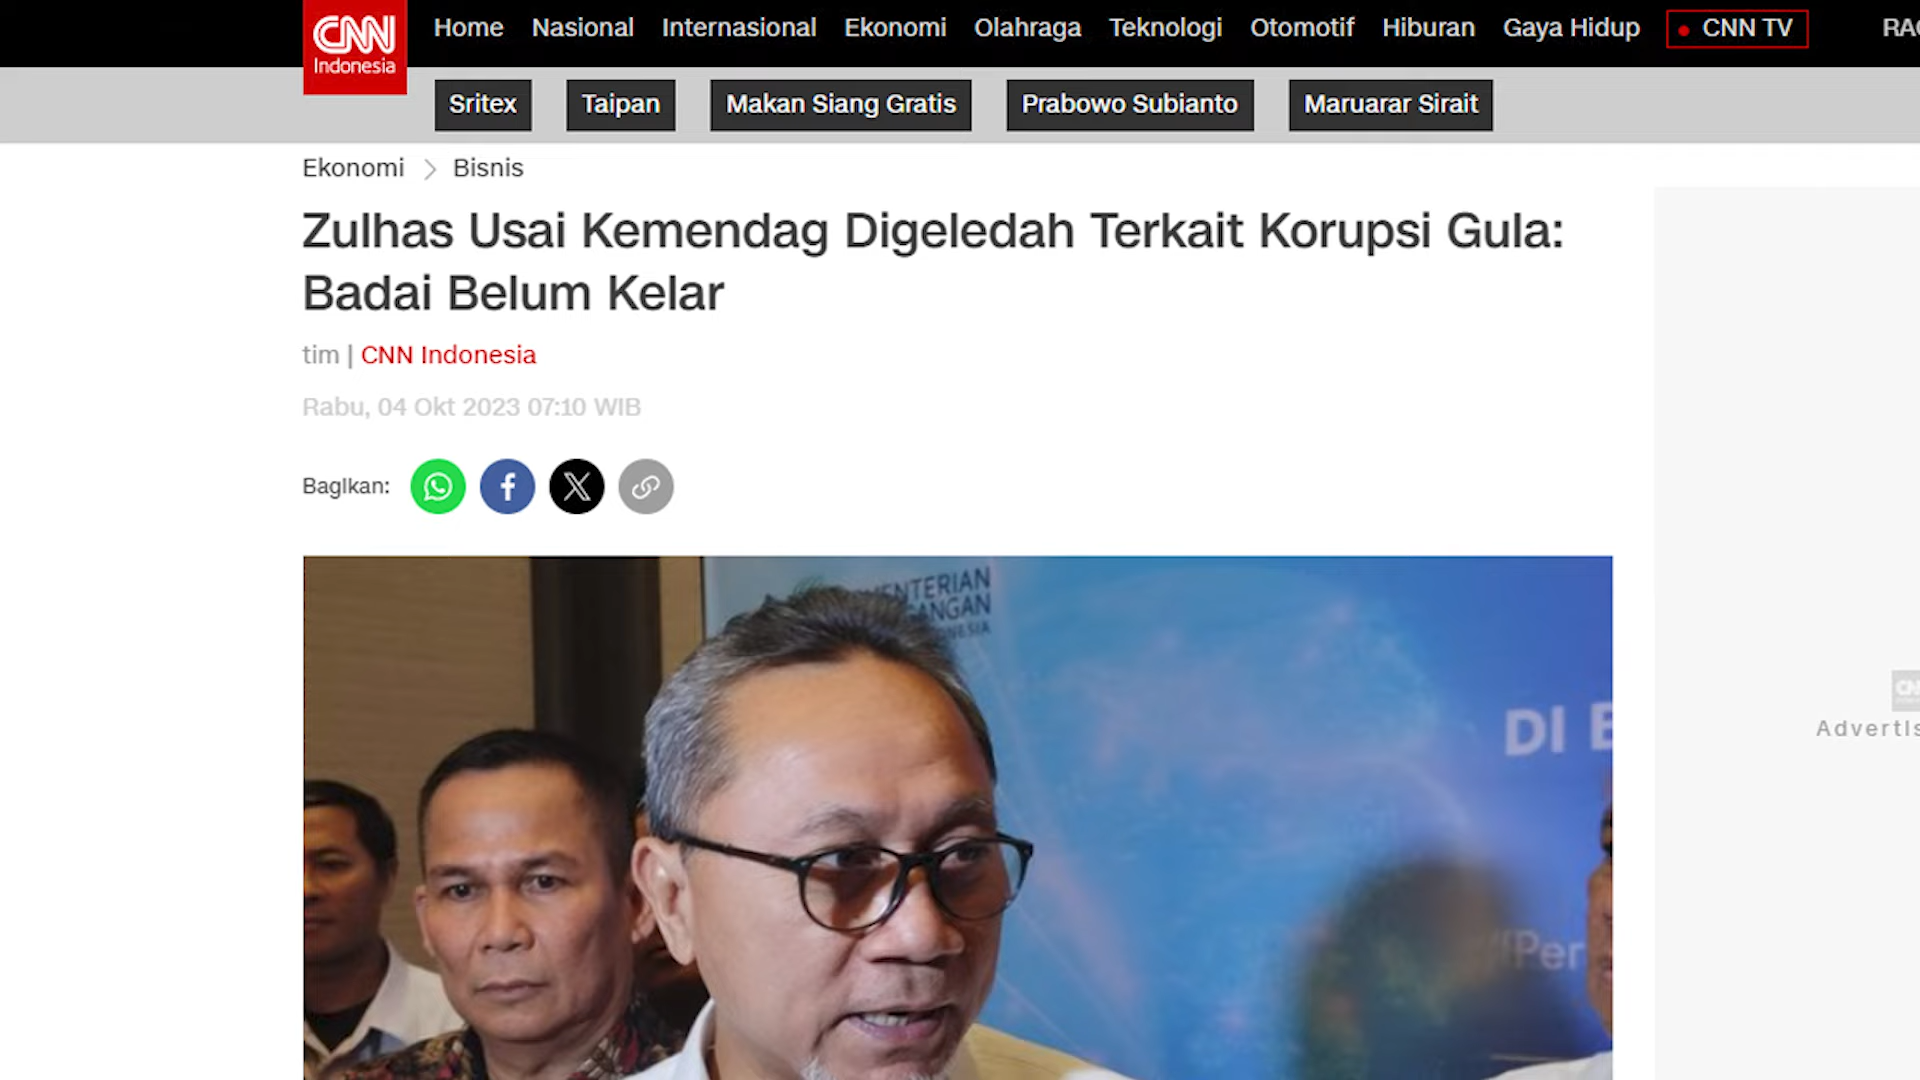 CNN
Indonesia
Home Nasional Internasional Ekonomi Olahraga Teknologi Otomotif Hiburan Gaya Hidup CNN TV
Sritex Taipan Makan Siang Gratis Prabowo Subianto Maruarar Sirait
Ekonomi > Bisnis
Zulhas Usai Kemendag Digeledah Terkait Korupsi Gula:
Badai Belum Kelar
tim | CNN Indonesia
Rabu, 04 Okt 2023 07:10 WIB
Bagikan:
DI